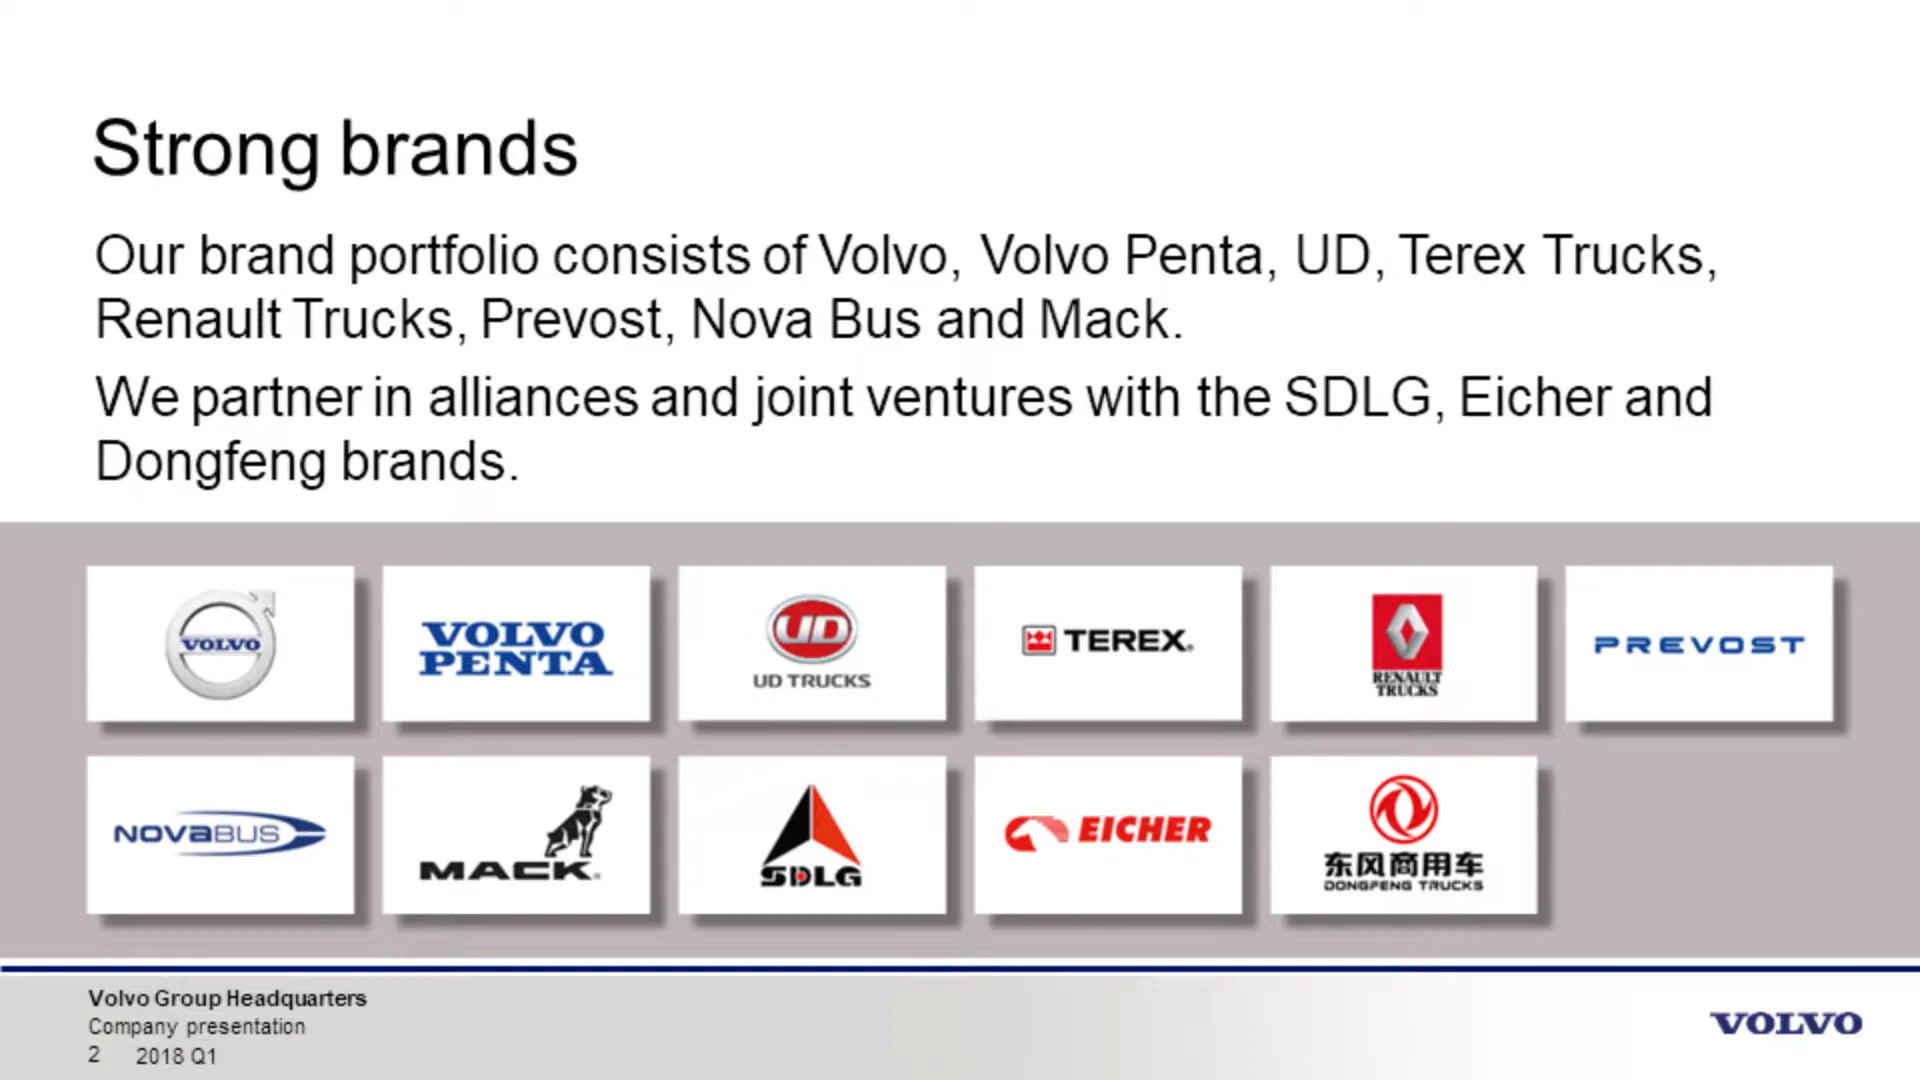 Strong brands
Our brand portfolio consists of Volvo, Volvo Penta, UD, Terex Trucks,
Renault Trucks, Prevost, Nova Bus and Mack.
We partner in alliances and joint ventures with the SDLG, Eicher and
Dongfeng brands.
VOLVO
VOLVO
PENTA
UD
UD TRUCKS
TEREX®
RENAULT
TRUCKS
PREVOST
NOVABUS
MACK®
SDLG
EICHER
东风商用车
DONGFENG TRUCKS
Volvo Group Headquarters
Company presentation
2 2018 Q1
VOLVO